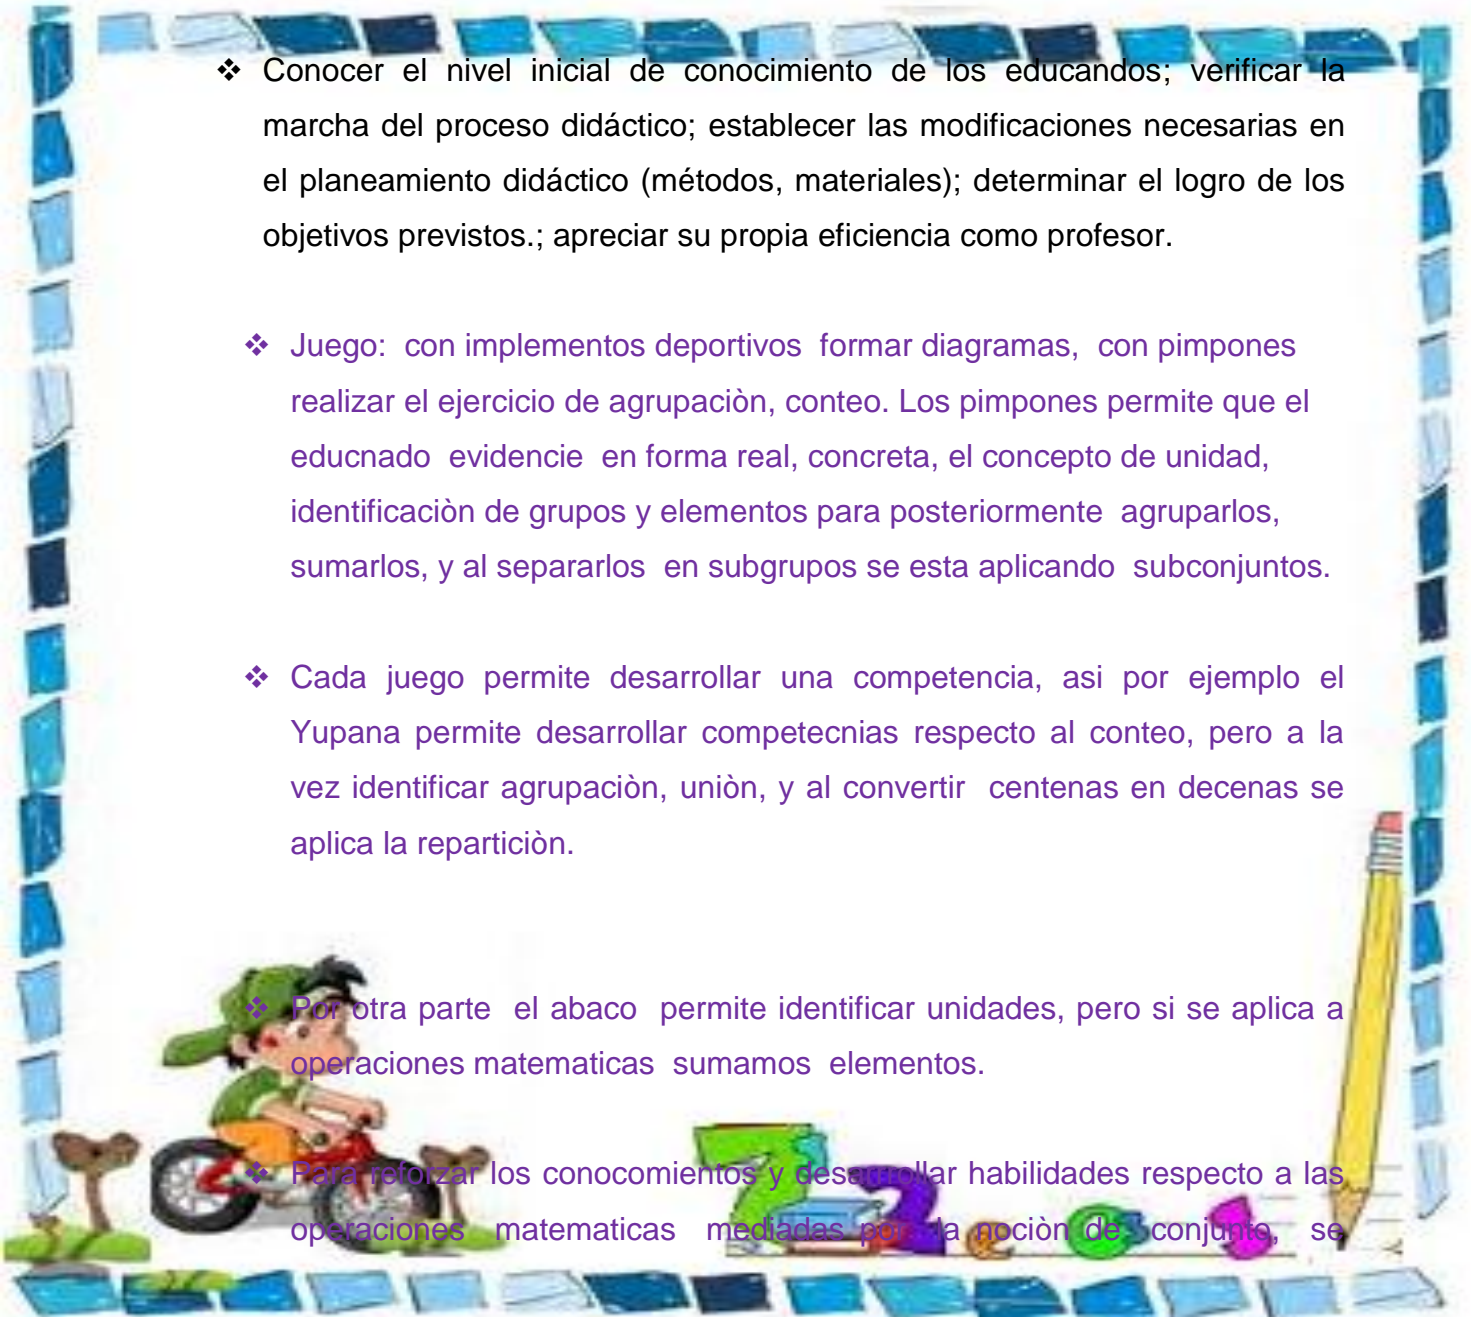 ❖ Conocer el nivel inicial de conocimiento de los educandos; verificar la
marcha del proceso didáctico; establecer las modificaciones necesarias en
el planeamiento didáctico (métodos, materiales); determinar el logro de los
objetivos previstos.; apreciar su propia eficiencia como profesor.
❖ Juego: con implementos deportivos formar diagramas, con pimpones
realizar el ejercicio de agrupaciòn, conteo. Los pimpones permite que el
educnado evidencie en forma real, concreta, el concepto de unidad,
identificaciòn de grupos y elementos para posteriormente agruparlos,
sumarlos, y al separarlos en subgrupos se esta aplicando subconjuntos.
❖ Cada juego permite desarrollar una competencia, asi por ejemplo el
Yupana permite desarrollar competecnias respecto al conteo, pero a la
vez identificar agrupaciòn, uniòn, y al convertir centenas en decenas se
aplica la reparticiòn.
❖ Por otra parte el abaco permite identificar unidades, pero si se aplica a
operaciones matematicas sumamos elementos.
❖ Para reforzar los conocomientos y desarrollar habilidades respecto a las
operaciones matematicas mediadas por la nociòn de conjunto, se